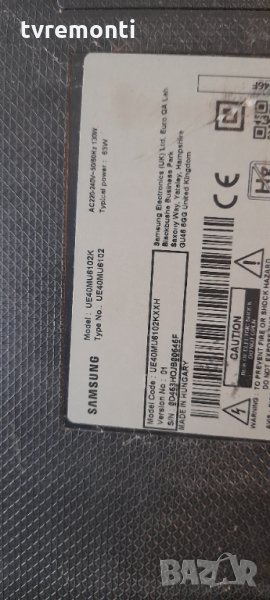 tvremonti
SAMSUNG
Model : UE40MU6102K
Type No.: UE40MU6102
AC220-240V~50/60Hz 130W
Typical power : 63W
Model Code : UE40MU6102KXXH
Version No : 01
MADE IN HUNGARY
Samsung Electronics (UK) Ltd, Euro QA Lab.
Blackbushe Business Park
Saxony Way, Yateley, Hampshire
GU46 6GG United Kingdom
CE
CAUTION
TO PREVENT FIRE OR SHOCK HAZARD
BAZAR